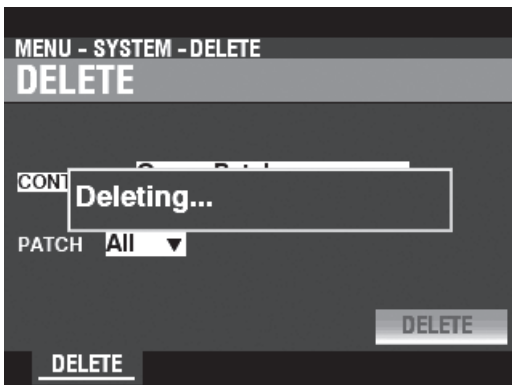 MENU - SYSTEM - DELETE
DELETE
CONT
Deleting...
PATCH All ▼
DELETE
DELETE